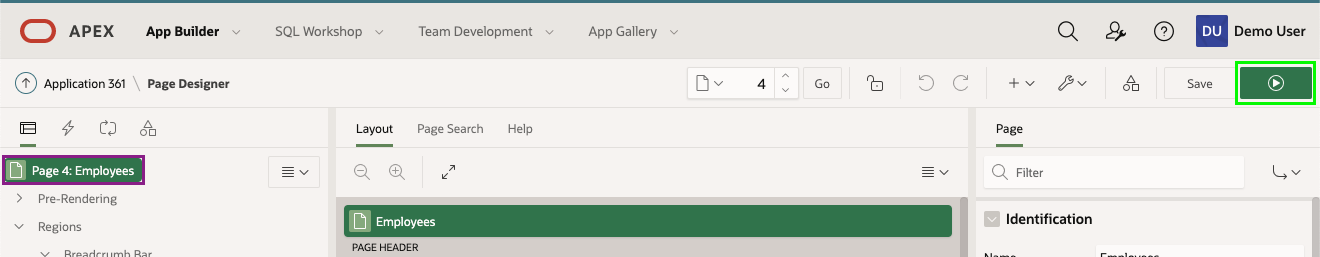 APEX App Builder SQL Workshop Team Development App Gallery DU Demo User
Application 361 \ Page Designer 4 Go Save
Layout Page Search Help Page
Page 4: Employees
Filter
Pre-Rendering
Employees
Identification
Regions
PAGE HEADER
Breadcrumb Bar
Name Employees